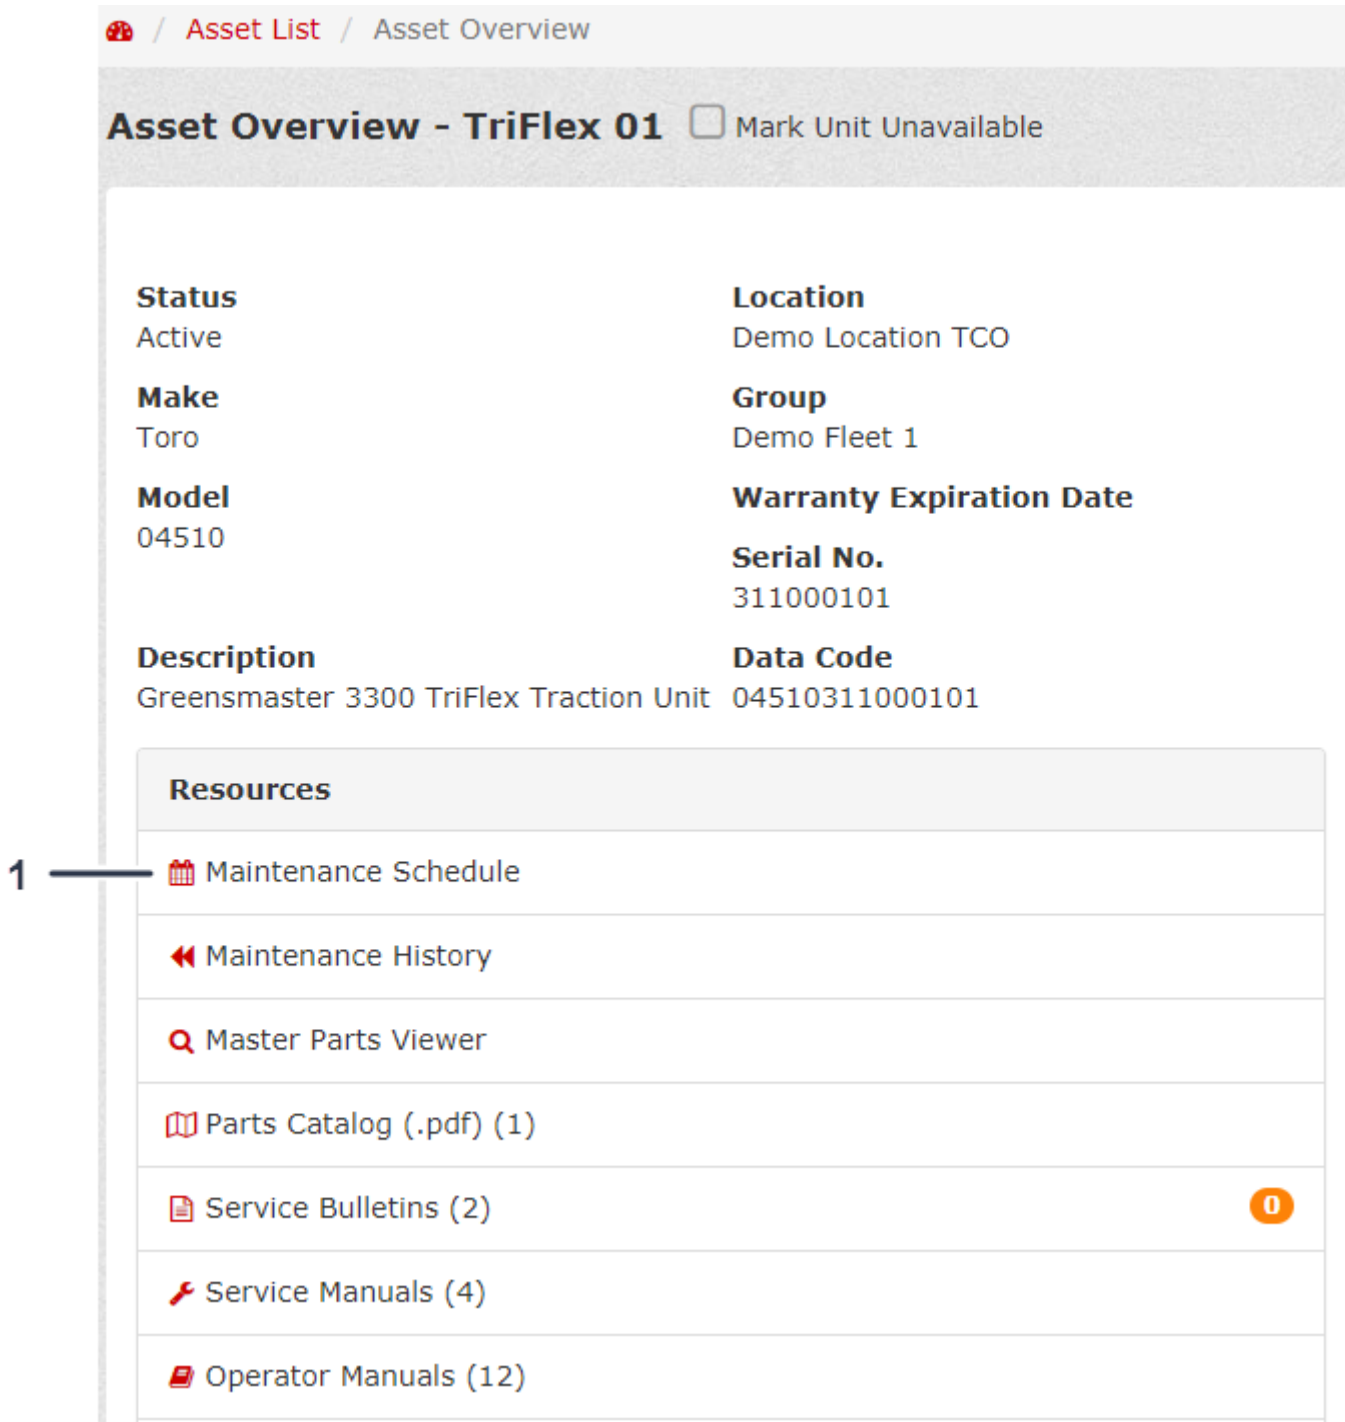 / Asset List / Asset Overview
Asset Overview - TriFlex 01 Mark Unit Unavailable
Status
Active
Location
Demo Location TCO
Make
Toro
Group
Demo Fleet 1
Model
04510
Warranty Expiration Date
Serial No.
311000101
Description
Greensmaster 3300 TriFlex Traction Unit
Data Code
04510311000101
Resources
1 Maintenance Schedule
Maintenance History
Master Parts Viewer
Parts Catalog (.pdf) (1)
Service Bulletins (2) 0
Service Manuals (4)
Operator Manuals (12)